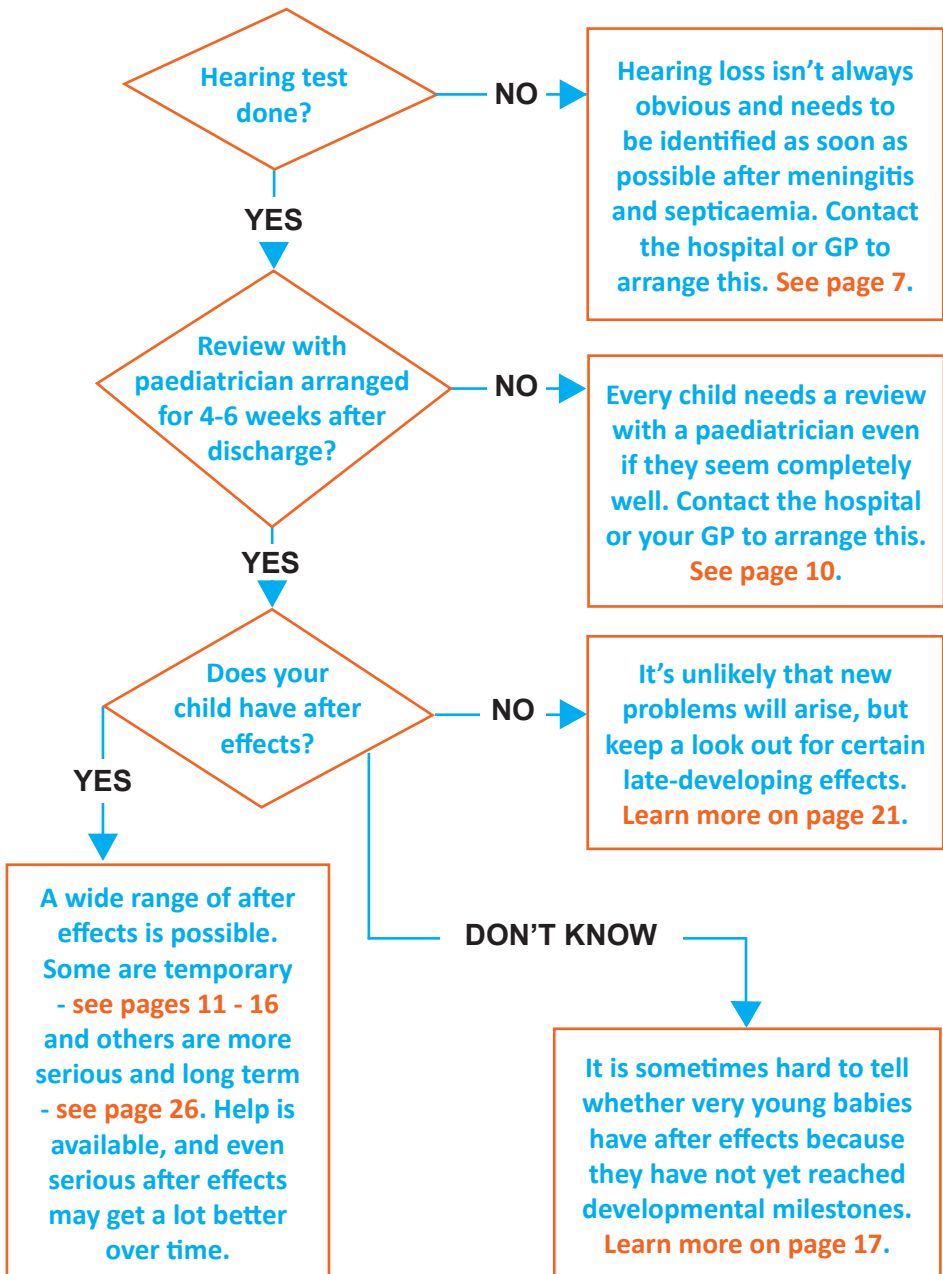 Hearing test
done?
NO
Hearing loss isn't always
obvious and needs to
be identified as soon as
possible after meningitis
and septicaemia. Contact
the hospital or GP to
arrange this. See page 7.
YES
Review with
paediatrician arranged
for 4-6 weeks after
discharge?
NO
Every child needs a review
with a paediatrician even
if they seem completely
well. Contact the hospital
or your GP to arrange this.
See page 10.
YES
Does your
child have after
effects?
NO
It's unlikely that new
problems will arise, but
keep a look out for certain
late-developing effects.
Learn more on page 21.
YES
A wide range of after
effects is possible.
Some are temporary
- see pages 11 - 16
and others are more
serious and long term
- see page 26. Help is
available, and even
serious after effects
may get a lot better
over time.
DON'T KNOW
It is sometimes hard to tell
whether very young babies
have after effects because
they have not yet reached
developmental milestones.
Learn more on page 17.